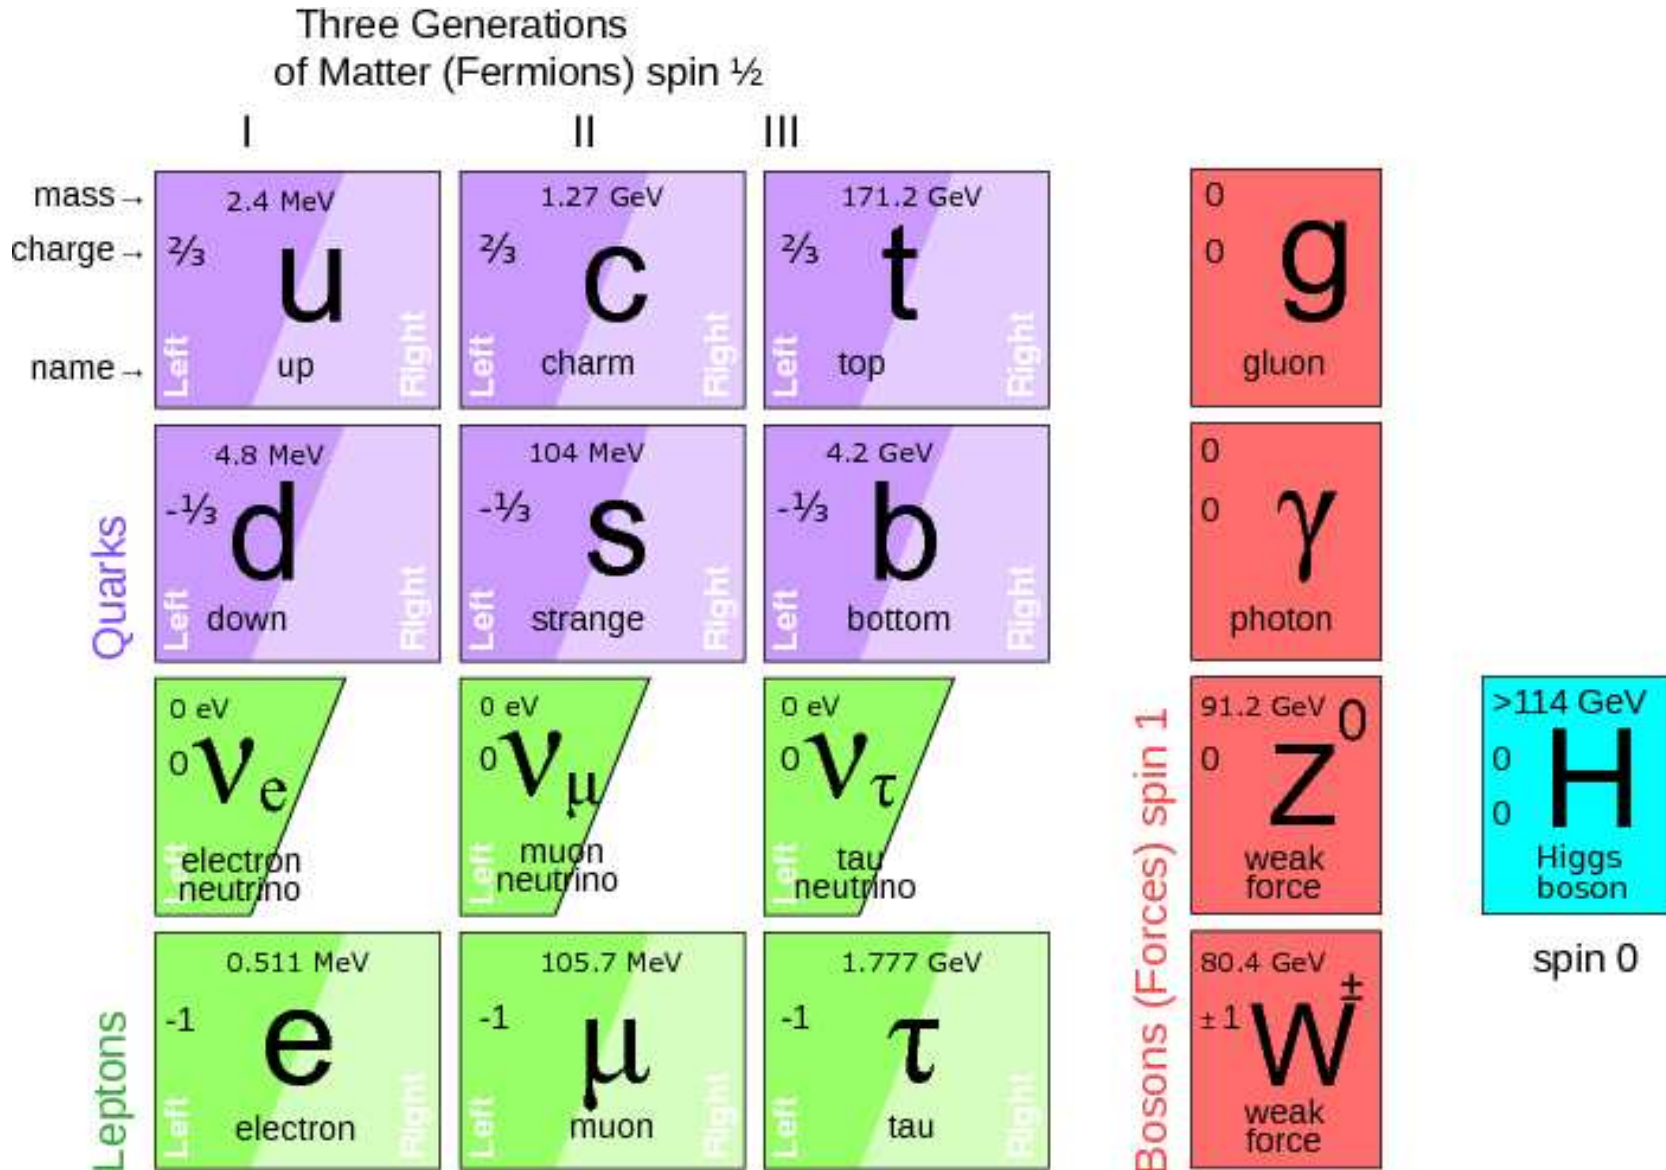 Three Generations
of Matter (Fermions) spin ½
I II III
mass→
charge→
name→
2.4 MeV
⅔
u
up
Left
Right
1.27 GeV
⅔
c
charm
Left
Right
171.2 GeV
⅔
t
top
Left
Right
0
0
g
gluon
Quarks
4.8 MeV
-⅓
d
down
Left
Right
104 MeV
-⅓
s
strange
Left
Right
4.2 GeV
-⅓
b
bottom
Left
Right
0
0
γ
photon
0 eV
0
νe
electron
neutrino
Left
0 eV
0
νμ
muon
neutrino
Left
0 eV
0
ντ
tau
neutrino
Left
Bosons (Forces) spin 1
91.2 GeV
0
Z⁰
weak
force
>114 GeV
0
0
H
Higgs
boson
spin 0
Leptons
0.511 MeV
-1
e
electron
Left
Right
105.7 MeV
-1
μ
muon
Left
Right
1.777 GeV
-1
τ
tau
Left
Right
80.4 GeV
±1
W±
weak
force